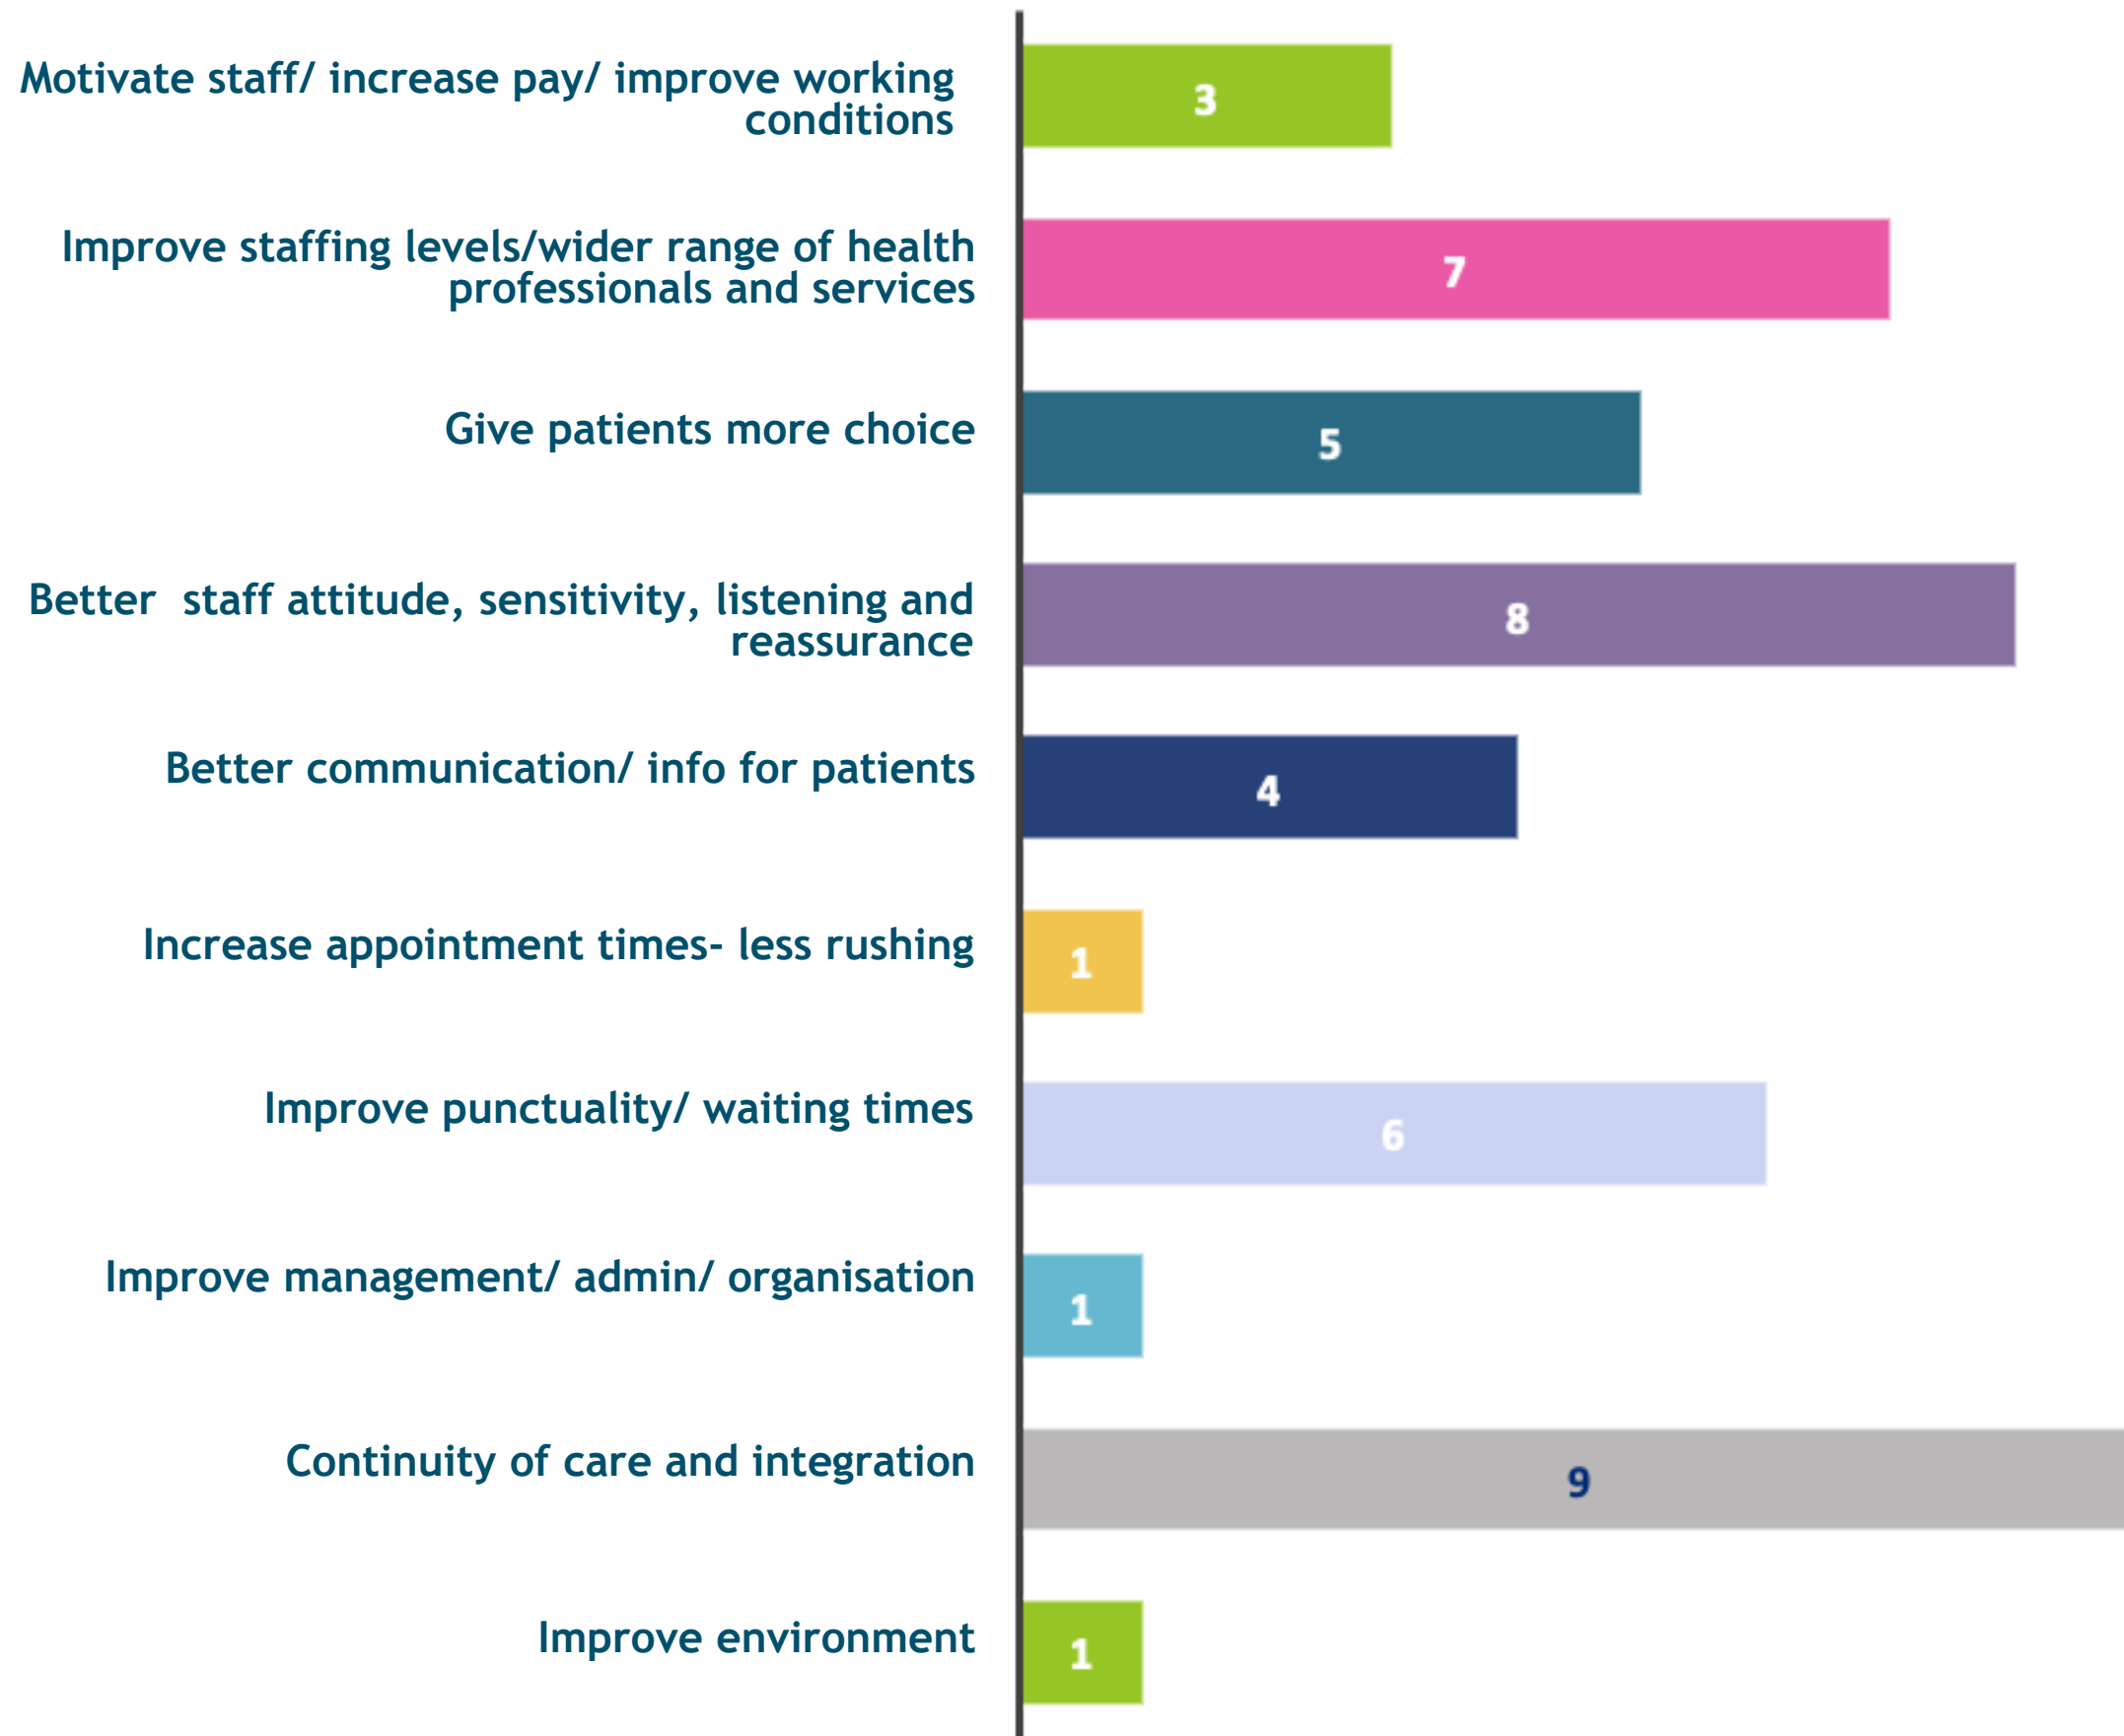 Motivate staff/ increase pay/ improve working
conditions
3
Improve staffing levels/wider range of health
professionals and services
7
Give patients more choice
5
Better  staff attitude, sensitivity, listening and
reassurance
8
Better communication/ info for patients
4
Increase appointment times- less rushing
1
Improve punctuality/ waiting times
6
Improve management/ admin/ organisation
1
Continuity of care and integration
9
Improve environment
1